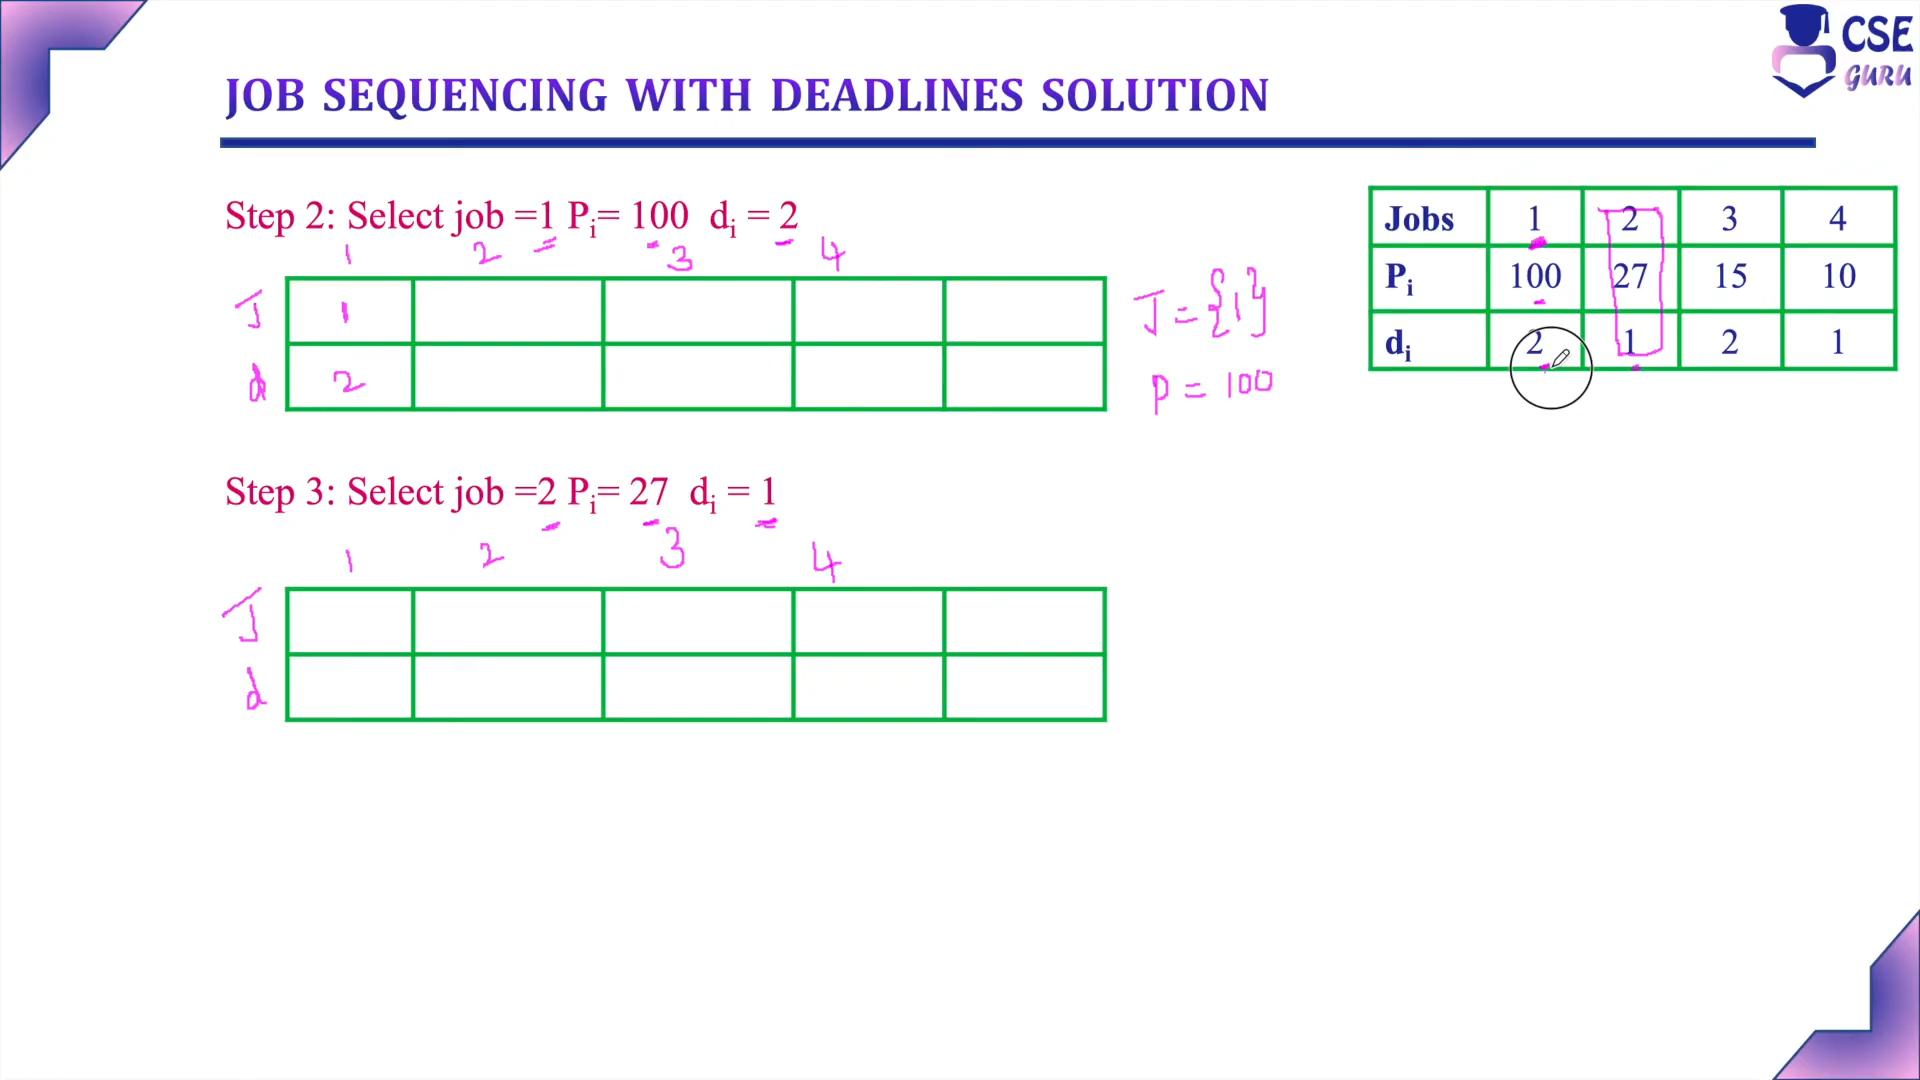 CSE
GURU
JOB SEQUENCING WITH DEADLINES SOLUTION
Step 2: Select job =1 Pi= 100 di = 2
1 2 3 4
J 1
d 2
J = {1}
P = 100
Jobs 1 2 3 4
Pi 100 27 15 10
di 2 1 2 1
Step 3: Select job =2 Pi= 27 di = 1
1 2 3 4
J
d